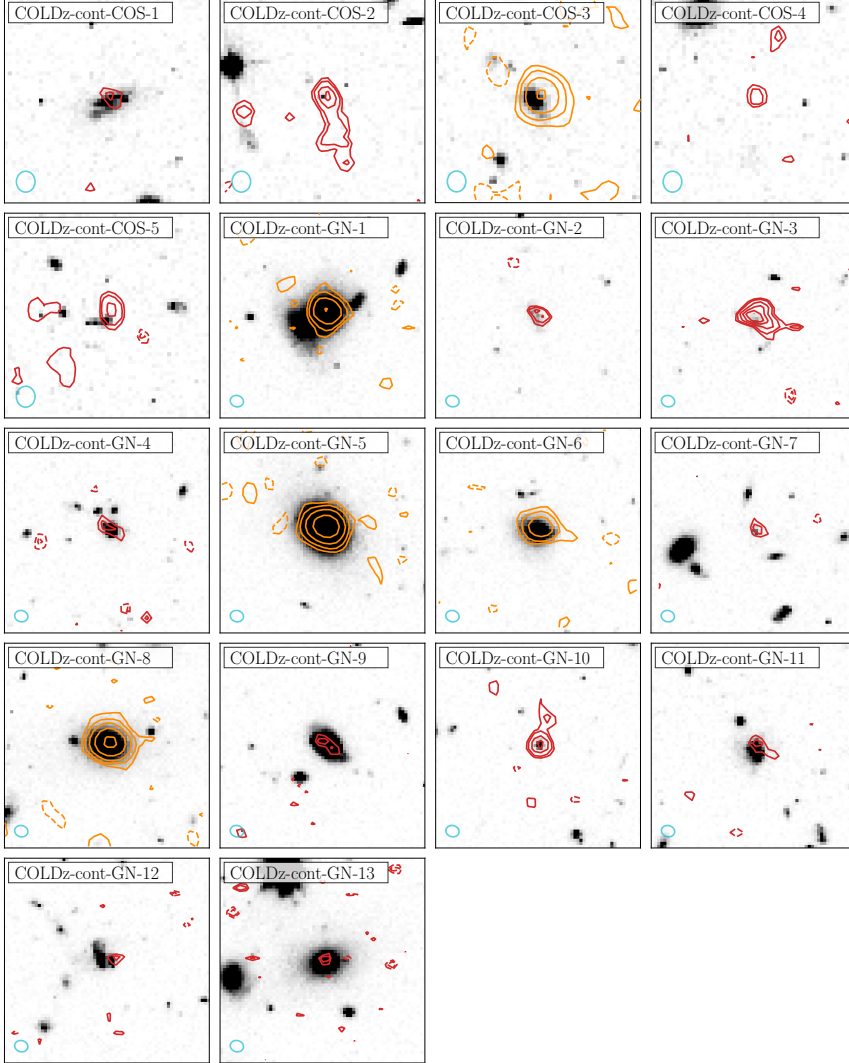 COLDz-cont-COS-1
COLDz-cont-COS-2
COLDz-cont-COS-3
COLDz-cont-COS-4
COLDz-cont-COS-5
COLDz-cont-GN-1
COLDz-cont-GN-2
COLDz-cont-GN-3
COLDz-cont-GN-4
COLDz-cont-GN-5
COLDz-cont-GN-6
COLDz-cont-GN-7
COLDz-cont-GN-8
COLDz-cont-GN-9
COLDz-cont-GN-10
COLDz-cont-GN-11
COLDz-cont-GN-12
COLDz-cont-GN-13